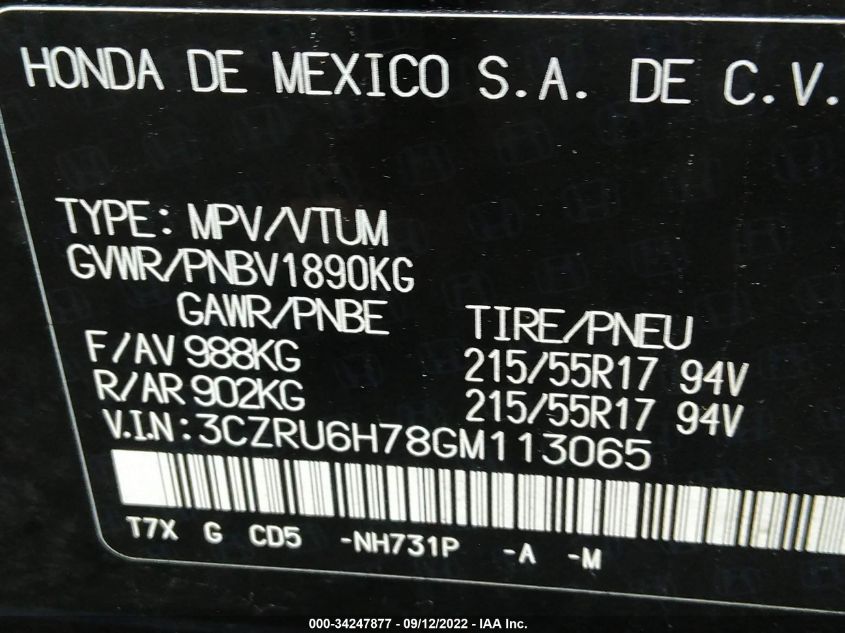 HONDA DE MEXICO S.A. DE C.V.
TYPE: MPV/VTUM
GVWR/PNBV1890KG
GAWR/PNBE TIRE/PNEU
F/AV 988KG 215/55R17 94V
R/AR 902KG 215/55R17 94V
V.I.N:3CZRU6H78GM113065
T7X G CD5 -NH731P -A -M
000-34247877 - 09/12/2022 - IAA Inc.